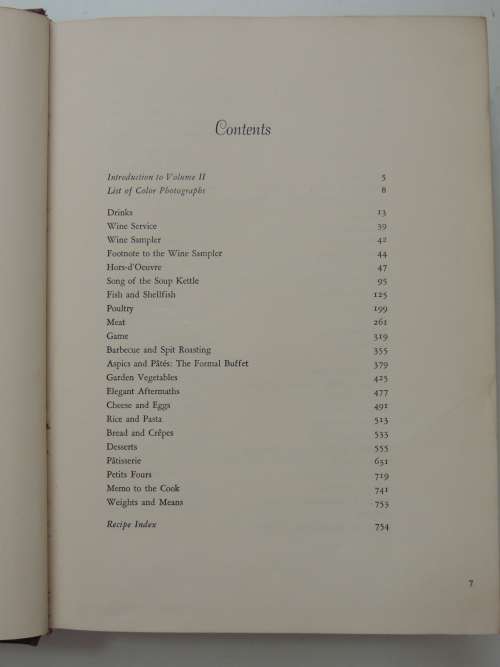 Contents
Introduction to Volume II 5
List of Color Photographs 8
Drinks 13
Wine Service 39
Wine Sampler 42
Footnote to the Wine Sampler 44
Hors-d'Oeuvre 47
Song of the Soup Kettle 95
Fish and Shellfish 125
Poultry 199
Meat 261
Game 319
Barbecue and Spit Roasting 355
Aspics and Pâtés: The Formal Buffet 379
Garden Vegetables 425
Elegant Aftermaths 477
Cheese and Eggs 491
Rice and Pasta 513
Bread and Crêpes 533
Desserts 555
Pâtisserie 631
Petits Fours 719
Memo to the Cook 741
Weights and Means 753
Recipe Index 754
7